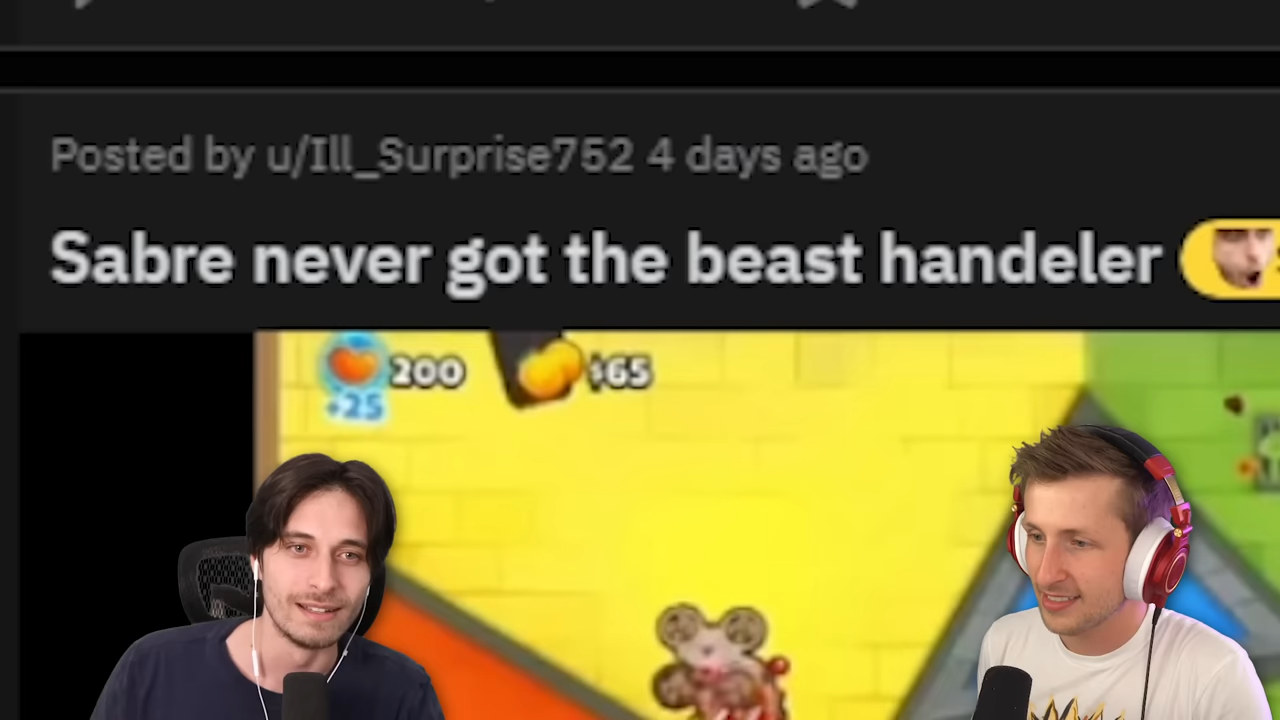 Posted by u/Ill_Surprise752 4 days ago
Sabre never got the beast handeler
200 $65
+25